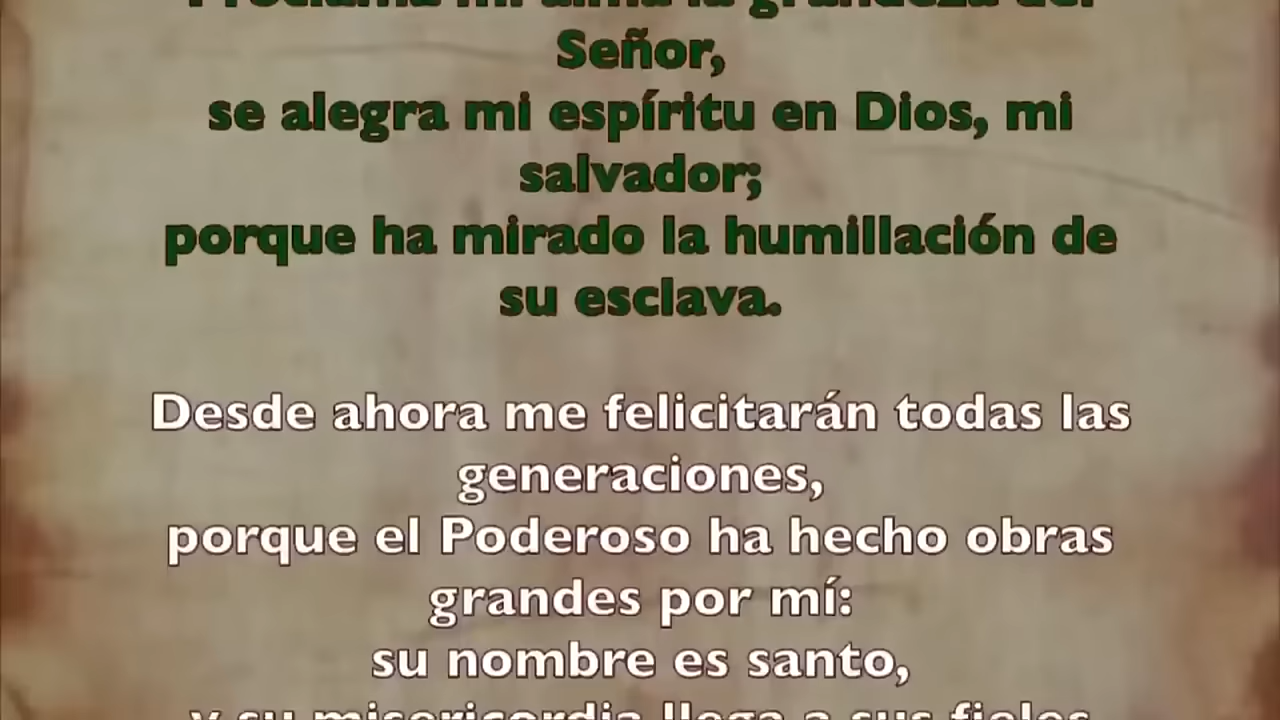 Proclama mi alma la grandeza del
Señor,
se alegra mi espíritu en Dios, mi
salvador;
porque ha mirado la humillación de
su esclava.
Desde ahora me felicitarán todas las
generaciones,
porque el Poderoso ha hecho obras
grandes por mí:
su nombre es santo,
y su misericordia llega a sus fieles